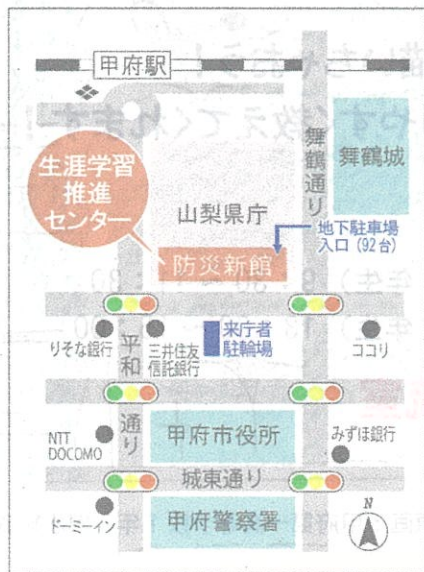 甲府駅
舞鶴通り
舞鶴城
生涯学習
推進
センター
山梨県庁
地下駐車場
入口(92台)
防災新館
りそな銀行
平和
通り
三井住友
信託銀行
来庁者
駐輪場
ココリ
NTT
DOCOMO
甲府市役所
みずほ銀行
城東通り
ドーミーイン
甲府警察署
N